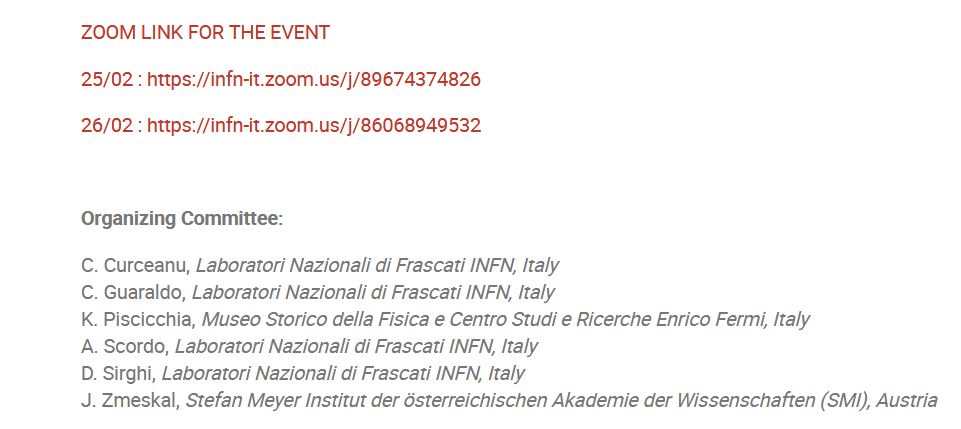 ZOOM LINK FOR THE EVENT
25/02 : https://infn-it.zoom.us/j/89674374826
26/02 : https://infn-it.zoom.us/j/86068949532
Organizing Committee:
C. Curceanu, Laboratori Nazionali di Frascati INFN, Italy
C. Guaraldo, Laboratori Nazionali di Frascati INFN, Italy
K. Piscicchia, Museo Storico della Fisica e Centro Studi e Ricerche Enrico Fermi, Italy
A. Scordo, Laboratori Nazionali di Frascati INFN, Italy
D. Sirghi, Laboratori Nazionali di Frascati INFN, Italy
J. Zmeskal, Stefan Meyer Institut der österreichischen Akademie der Wissenschaften (SMI), Austria